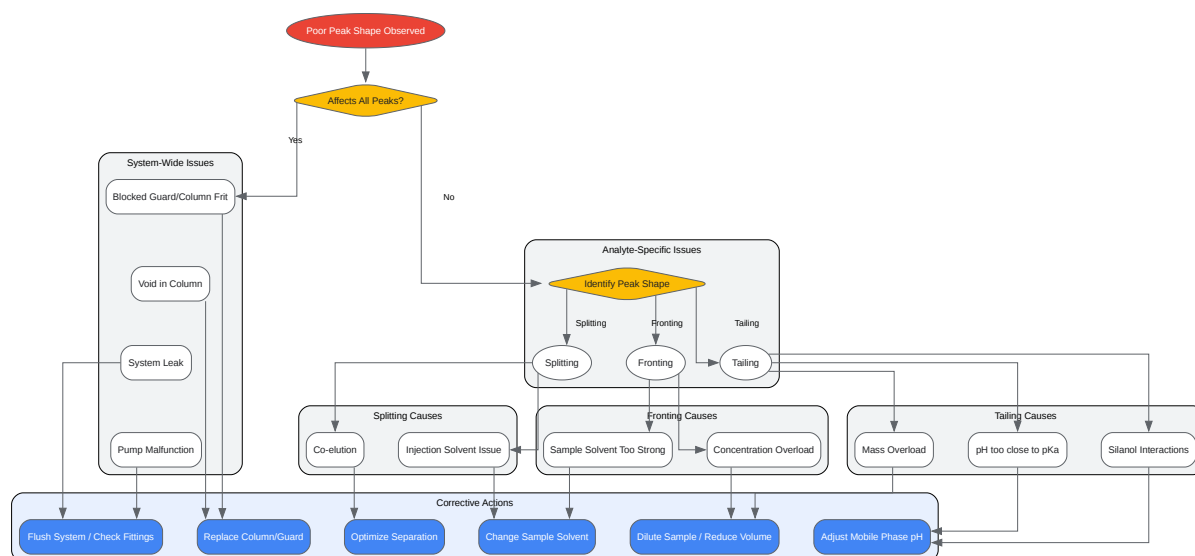 Poor Peak Shape Observed
Affects All Peaks?
Yes
System-Wide Issues
Blocked Guard/Column Frit
No
Analyte-Specific Issues
Void in Column
Identify Peak Shape
Splitting
Fronting
Tailing
System Leak
Splitting
Fronting
Tailing
Splitting Causes
Fronting Causes
Tailing Causes
Pump Malfunction
Co-elution
Injection Solvent Issue
Sample Solvent Too Strong
Concentration Overload
Mass Overload
pH too close to pKa
Silanol Interactions
Corrective Actions
Flush System / Check Fittings
Replace Column/Guard
Optimize Separation
Change Sample Solvent
Dilute Sample / Reduce Volume
Adjust Mobile Phase pH